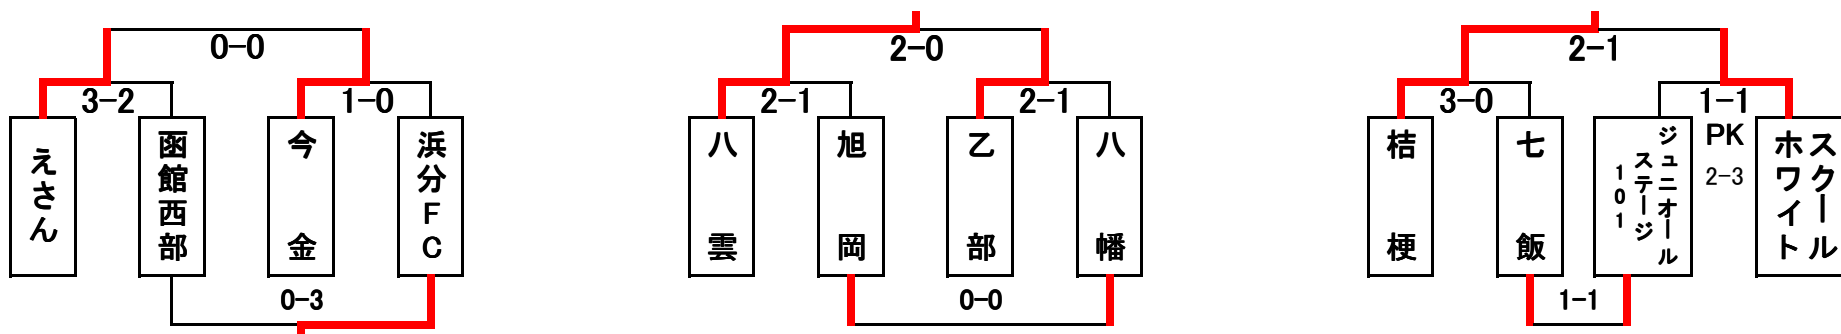 0-0
3-2
1-0
えさん
函館西部
今金
浜分FC
0-3
2-0
2-1
2-1
八雲
旭岡
乙部
八幡
0-0
2-1
3-0
1-1
PK
2-3
桔梗
七飯
ジュニオール
ステージ
101
スクール
ホワイト
1-1